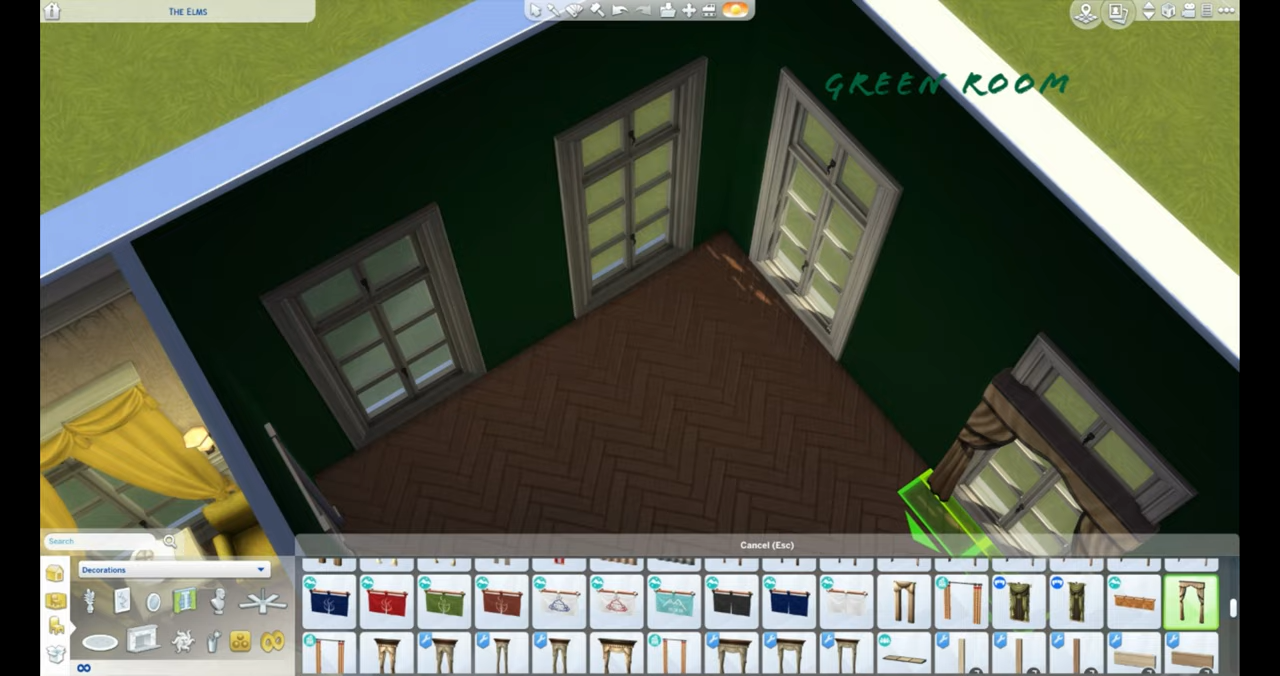 THE ELMS
GREEN ROOM
Search
Cancel (Esc)
Decorations